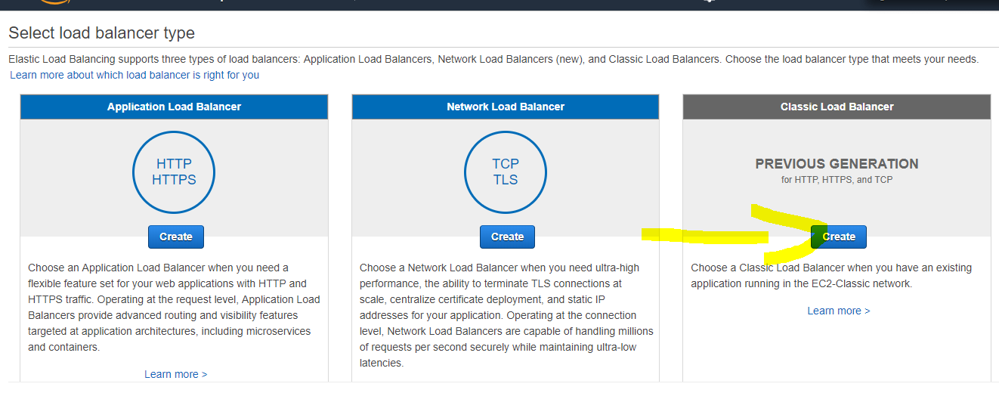 Select load balancer type
Elastic Load Balancing supports three types of load balancers: Application Load Balancers, Network Load Balancers (new), and Classic Load Balancers. Choose the load balancer type that meets your needs.
Learn more about which load balancer is right for you
Application Load Balancer
HTTP
HTTPS
Create
Choose an Application Load Balancer when you need a
flexible feature set for your web applications with HTTP and
HTTPS traffic. Operating at the request level, Application Load
Balancers provide advanced routing and visibility features
targeted at application architectures, including microservices
and containers.
Learn more >
Network Load Balancer
TCP
TLS
Create
Choose a Network Load Balancer when you need ultra-high
performance, the ability to terminate TLS connections at
scale, centralize certificate deployment, and static IP
addresses for your application. Operating at the connection
level, Network Load Balancers are capable of handling millions
of requests per second securely while maintaining ultra-low
latencies.
Classic Load Balancer
PREVIOUS GENERATION
for HTTP, HTTPS, and TCP
Create
Choose a Classic Load Balancer when you have an existing
application running in the EC2-Classic network.
Learn more >